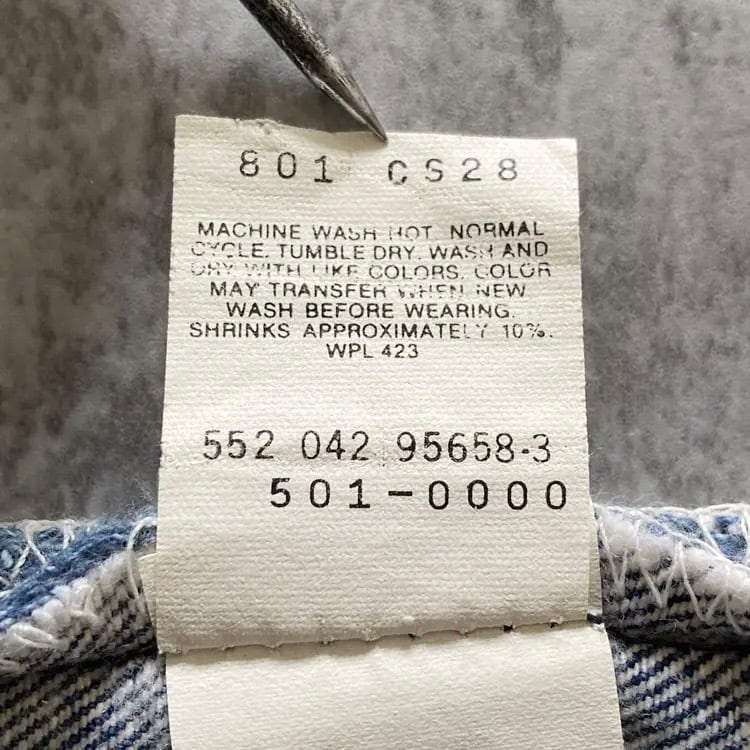 801 CS28
MACHINE WASH HOT. NORMAL
CYCLE. TUMBLE DRY. WASH AND
DRY WITH LIKE COLORS. COLOR
MAY TRANSFER WHEN NEW
WASH BEFORE WEARING.
SHRINKS APPROXIMATELY 10%.
WPL 423
552 042 95658-3
501-0000